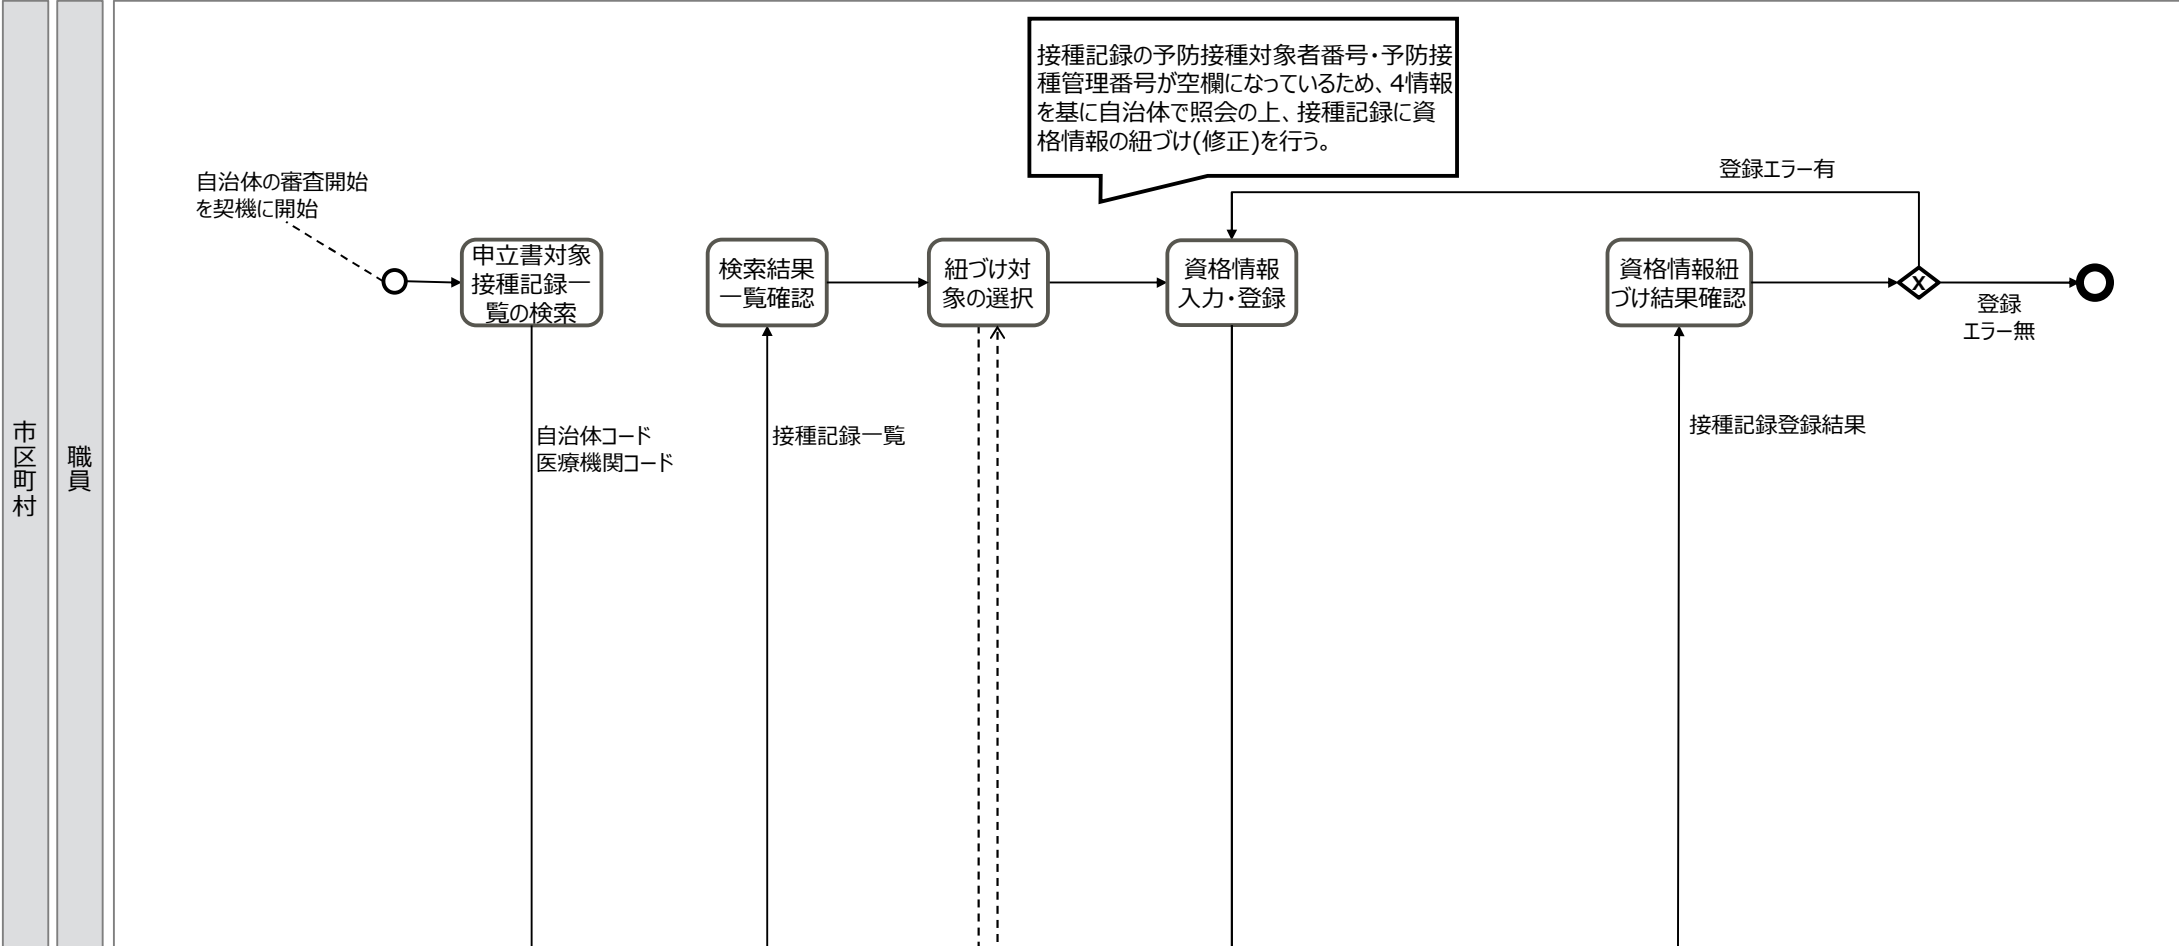 接種記録の予防接種対象者番号・予防接
種管理番号が空欄になっているため、4情報
を基に自治体で照会の上、接種記録に資
格情報の紐づけ(修正)を行う。
登録エラー有
自治体の審査開始
を契機に開始
申立書対象
接種記録一
覧の検索
検索結果
一覧確認
紐づけ対
象の選択
資格情報
入力・登録
資格情報紐
づけ結果確認
X
登録
エラー無
市区町村
職員
自治体コード
医療機関コード
接種記録一覧
接種記録登録結果